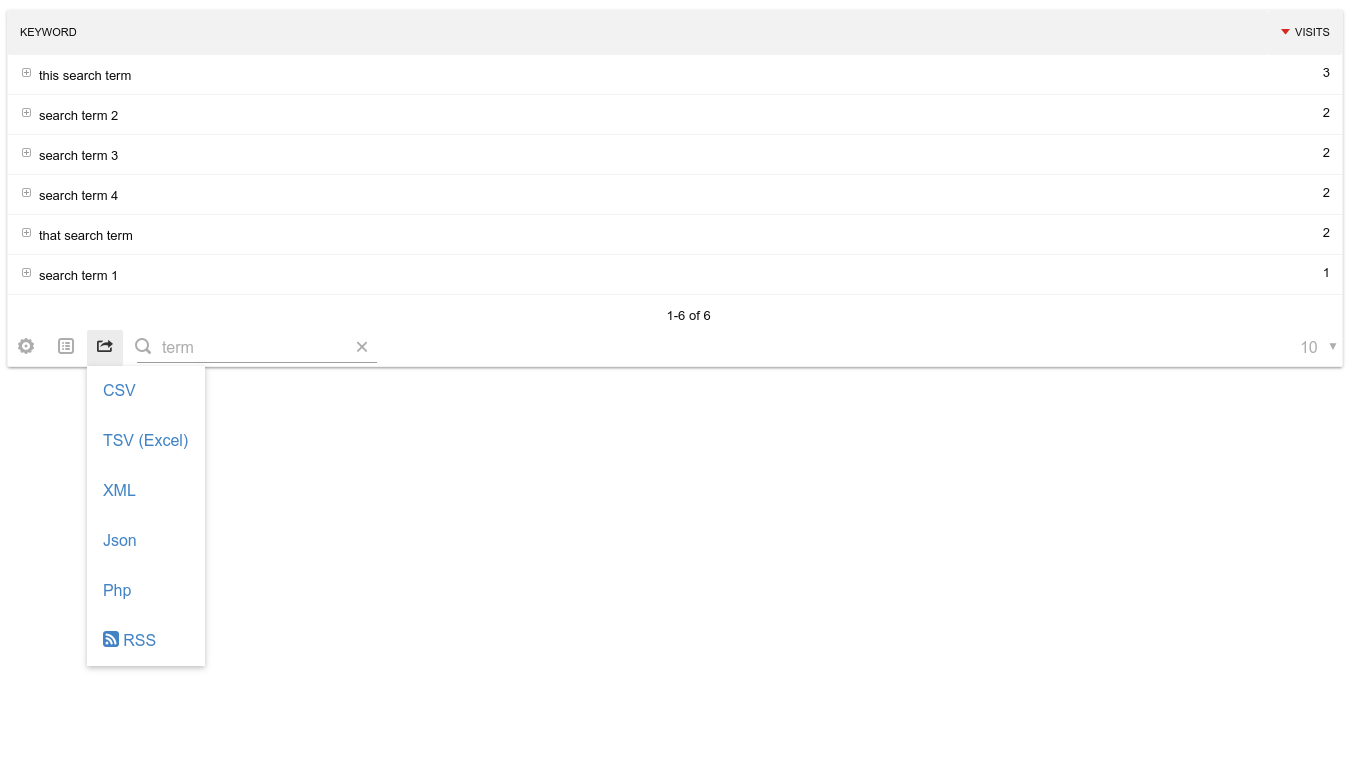 KEYWORD VISITS
this search term 3
search term 2 2
search term 3 2
search term 4 2
that search term 2
search term 1 1
1-6 of 6
term 10
CSV
TSV (Excel)
XML
Json
Php
RSS